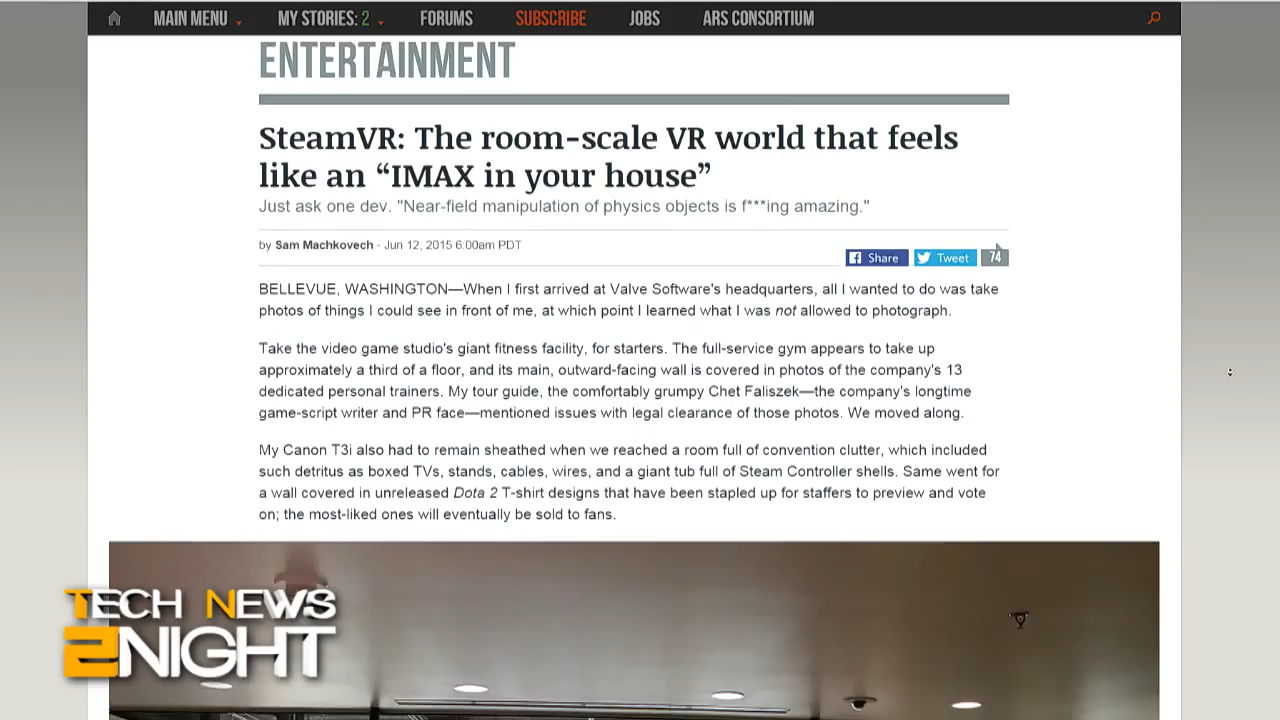 MAIN MENU MY STORIES: 2 FORUMS SUBSCRIBE JOBS ARS CONSORTIUM
ENTERTAINMENT
SteamVR: The room-scale VR world that feels
like an “IMAX in your house”
Just ask one dev. "Near-field manipulation of physics objects is f***ing amazing."
by Sam Machkovech - Jun 12, 2015 6:00am PDT
Share Tweet 74
BELLEVUE, WASHINGTON—When I first arrived at Valve Software's headquarters, all I wanted to do was take
photos of things I could see in front of me, at which point I learned what I was not allowed to photograph.
Take the video game studio's giant fitness facility, for starters. The full-service gym appears to take up
approximately a third of a floor, and its main, outward-facing wall is covered in photos of the company's 13
dedicated personal trainers. My tour guide, the comfortably grumpy Chet Faliszek—the company's longtime
game-script writer and PR face—mentioned issues with legal clearance of those photos. We moved along.
My Canon T3i also had to remain sheathed when we reached a room full of convention clutter, which included
such detritus as boxed TVs, stands, cables, wires, and a giant tub full of Steam Controller shells. Same went for
a wall covered in unreleased Dota 2 T-shirt designs that have been stapled up for staffers to preview and vote
on; the most-liked ones will eventually be sold to fans.
TECH NEWS
2NIGHT